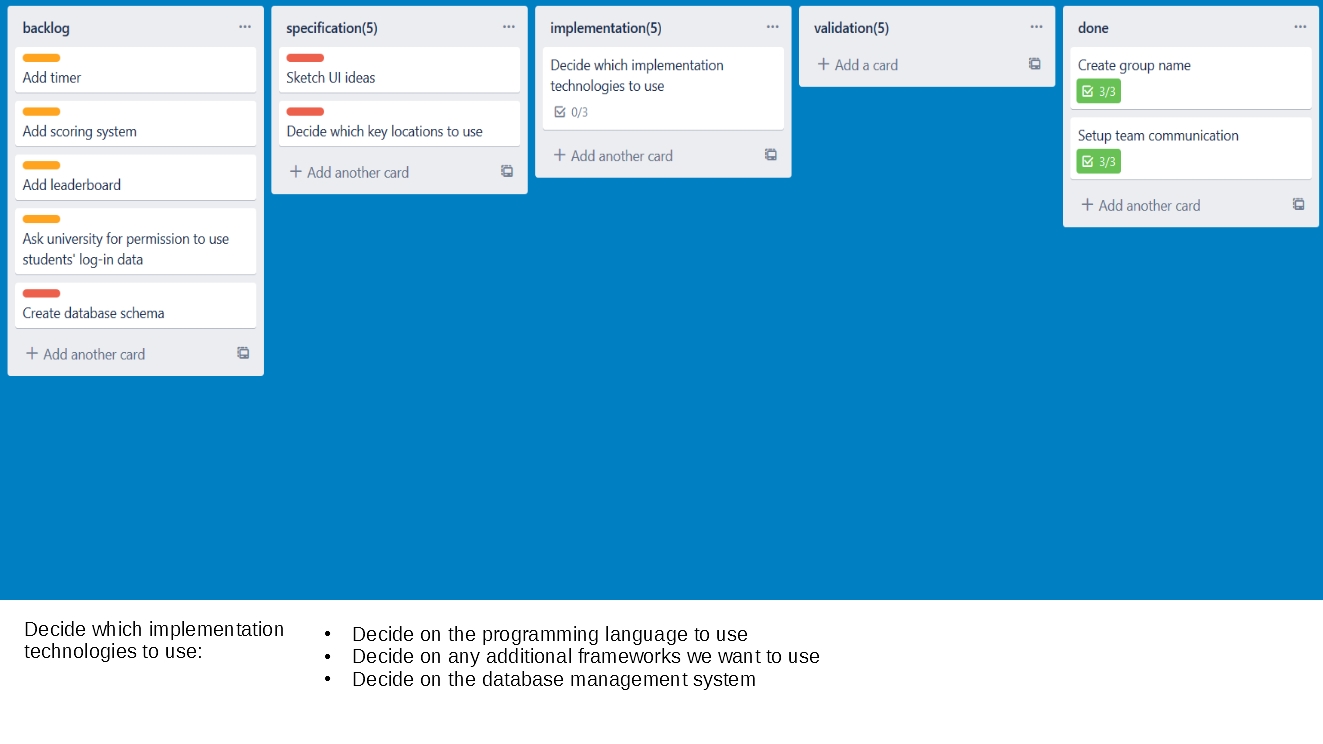 backlog
Add timer
Add scoring system
Add leaderboard
Ask university for permission to use
students' log-in data
Create database schema
+ Add another card
specification(5)
Sketch UI ideas
Decide which key locations to use
+ Add another card
implementation(5)
Decide which implementation
technologies to use
0/3
+ Add another card
validation(5)
+ Add a card
done
Create group name
3/3
Setup team communication
3/3
+ Add another card
Decide which implementation
technologies to use:
• Decide on the programming language to use
• Decide on any additional frameworks we want to use
• Decide on the database management system